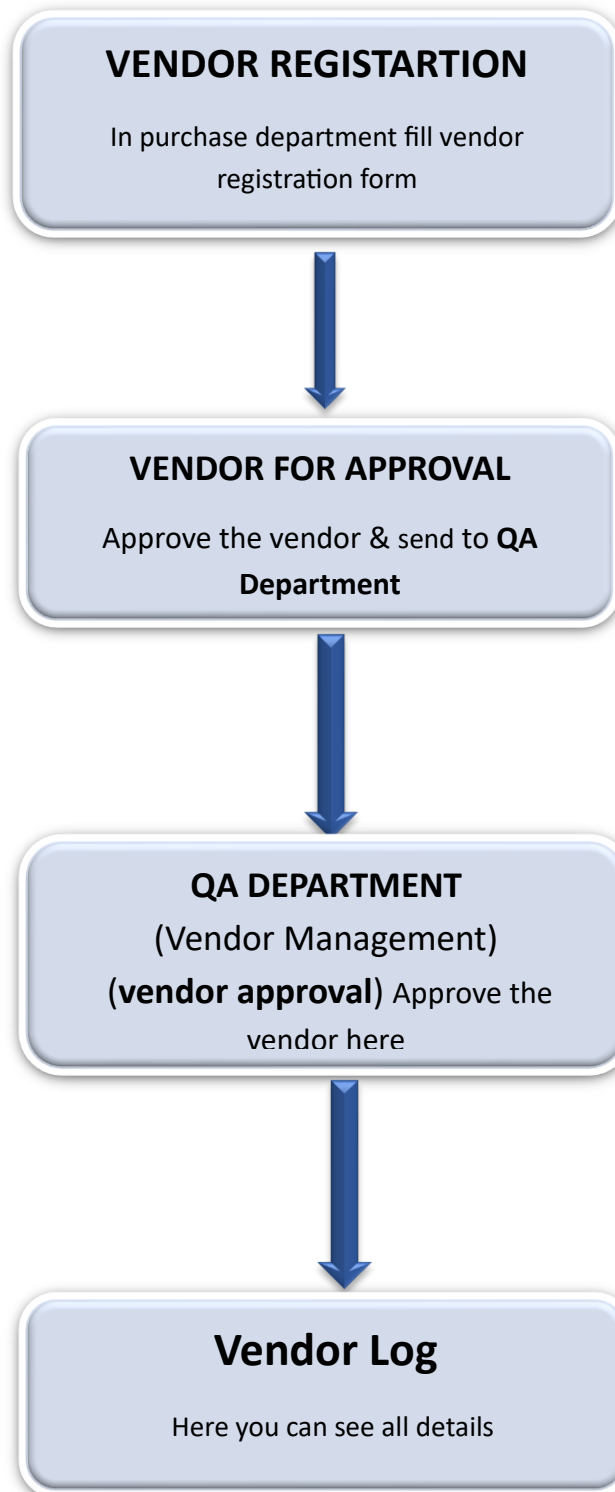 VENDOR REGISTARTION
In purchase department fill vendor
registration form
VENDOR FOR APPROVAL
Approve the vendor & send to QA
Department
QA DEPARTMENT
(Vendor Management)
(vendor approval) Approve the
vendor here
Vendor Log
Here you can see all details